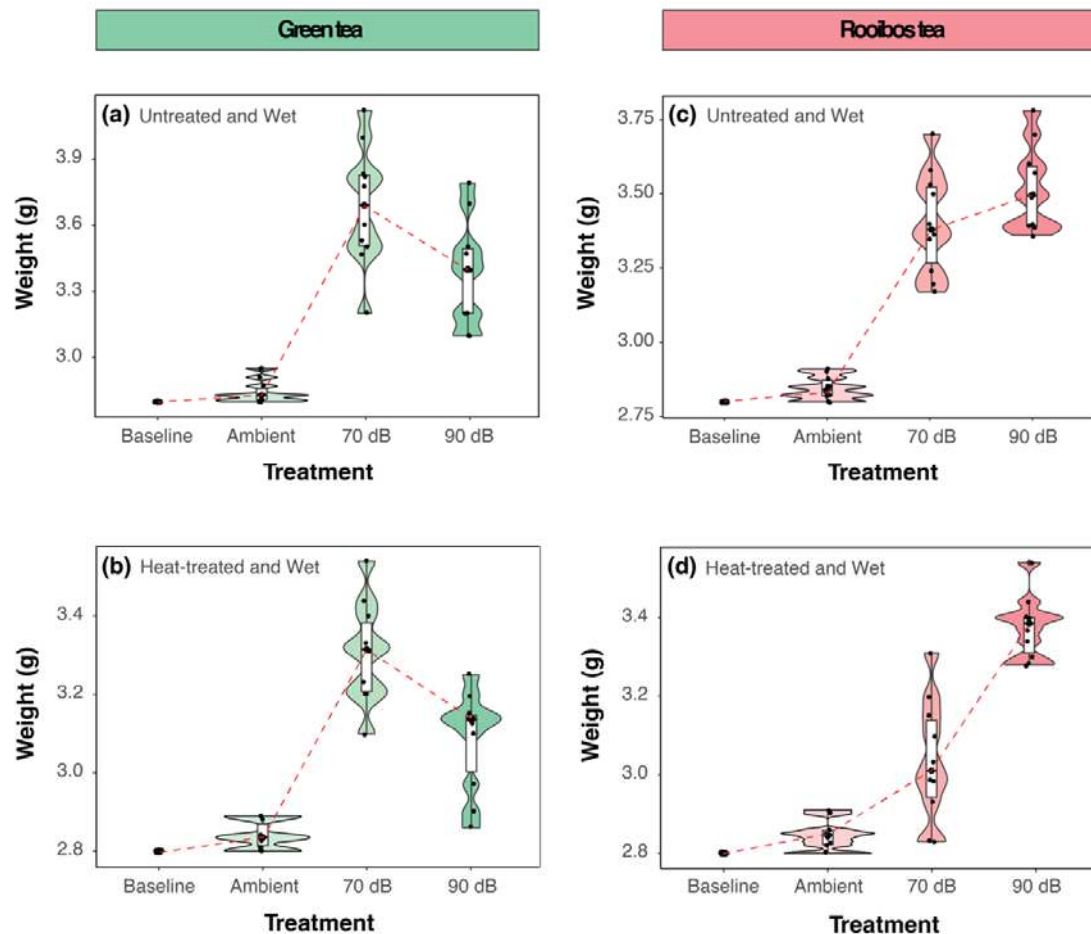 Green tea
Rooibos tea
(a) Untreated and Wet
3.9
3.6
3.3
3.0
Weight (g)
Baseline Ambient 70 dB 90 dB
Treatment
(c) Untreated and Wet
3.75
3.50
3.25
3.00
2.75
Weight (g)
Baseline Ambient 70 dB 90 dB
Treatment
(b) Heat-treated and Wet
3.4
3.2
3.0
2.8
Weight (g)
Baseline Ambient 70 dB 90 dB
Treatment
(d) Heat-treated and Wet
3.4
3.2
3.0
2.8
Weight (g)
Baseline Ambient 70 dB 90 dB
Treatment